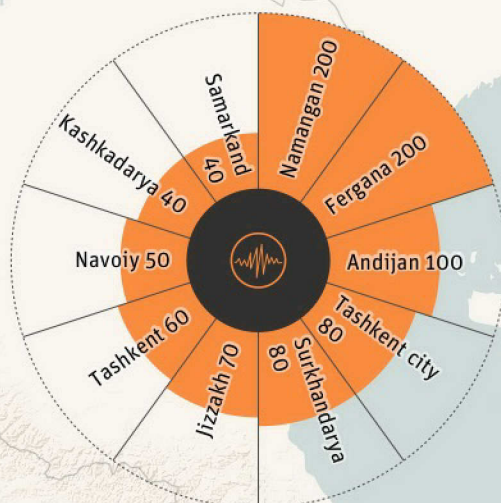 Namangan 200
Fergana 200
Andijan 100
Tashkent city
80
Surkhandarya
80
Jizzakh 70
Tashkent 60
Navoiy 50
Kashkadarya 40
Samarkand
40